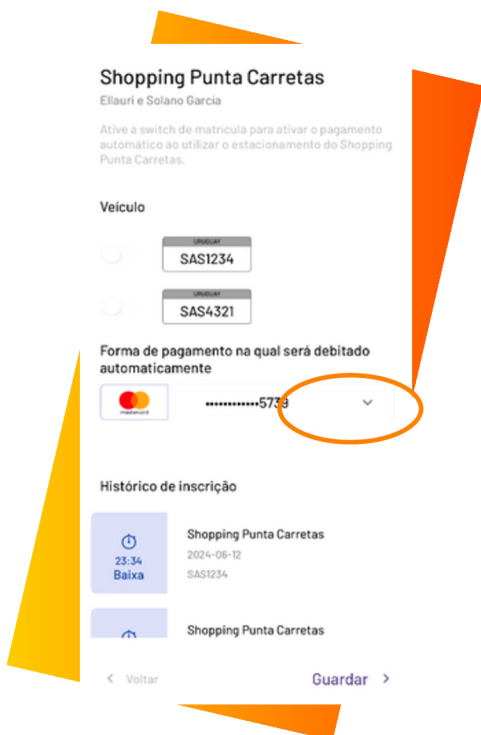 Shopping Punta Carretas
Ellauri e Solano Garcia
Ative a switch de matrícula para ativar o pagamento
automático ao utilizar o estacionamento do Shopping
Punta Carretas.
Veículo
URUGUAY
SAS1234
URUGUAY
SAS4321
Forma de pagamento na qual será debitado
automaticamente
mastercard
••••••••••••5739
Histórico de inscrição
Shopping Punta Carretas
23:34
2024-06-12
Baixa
SAS1234
Shopping Punta Carretas
Voltar
Guardar